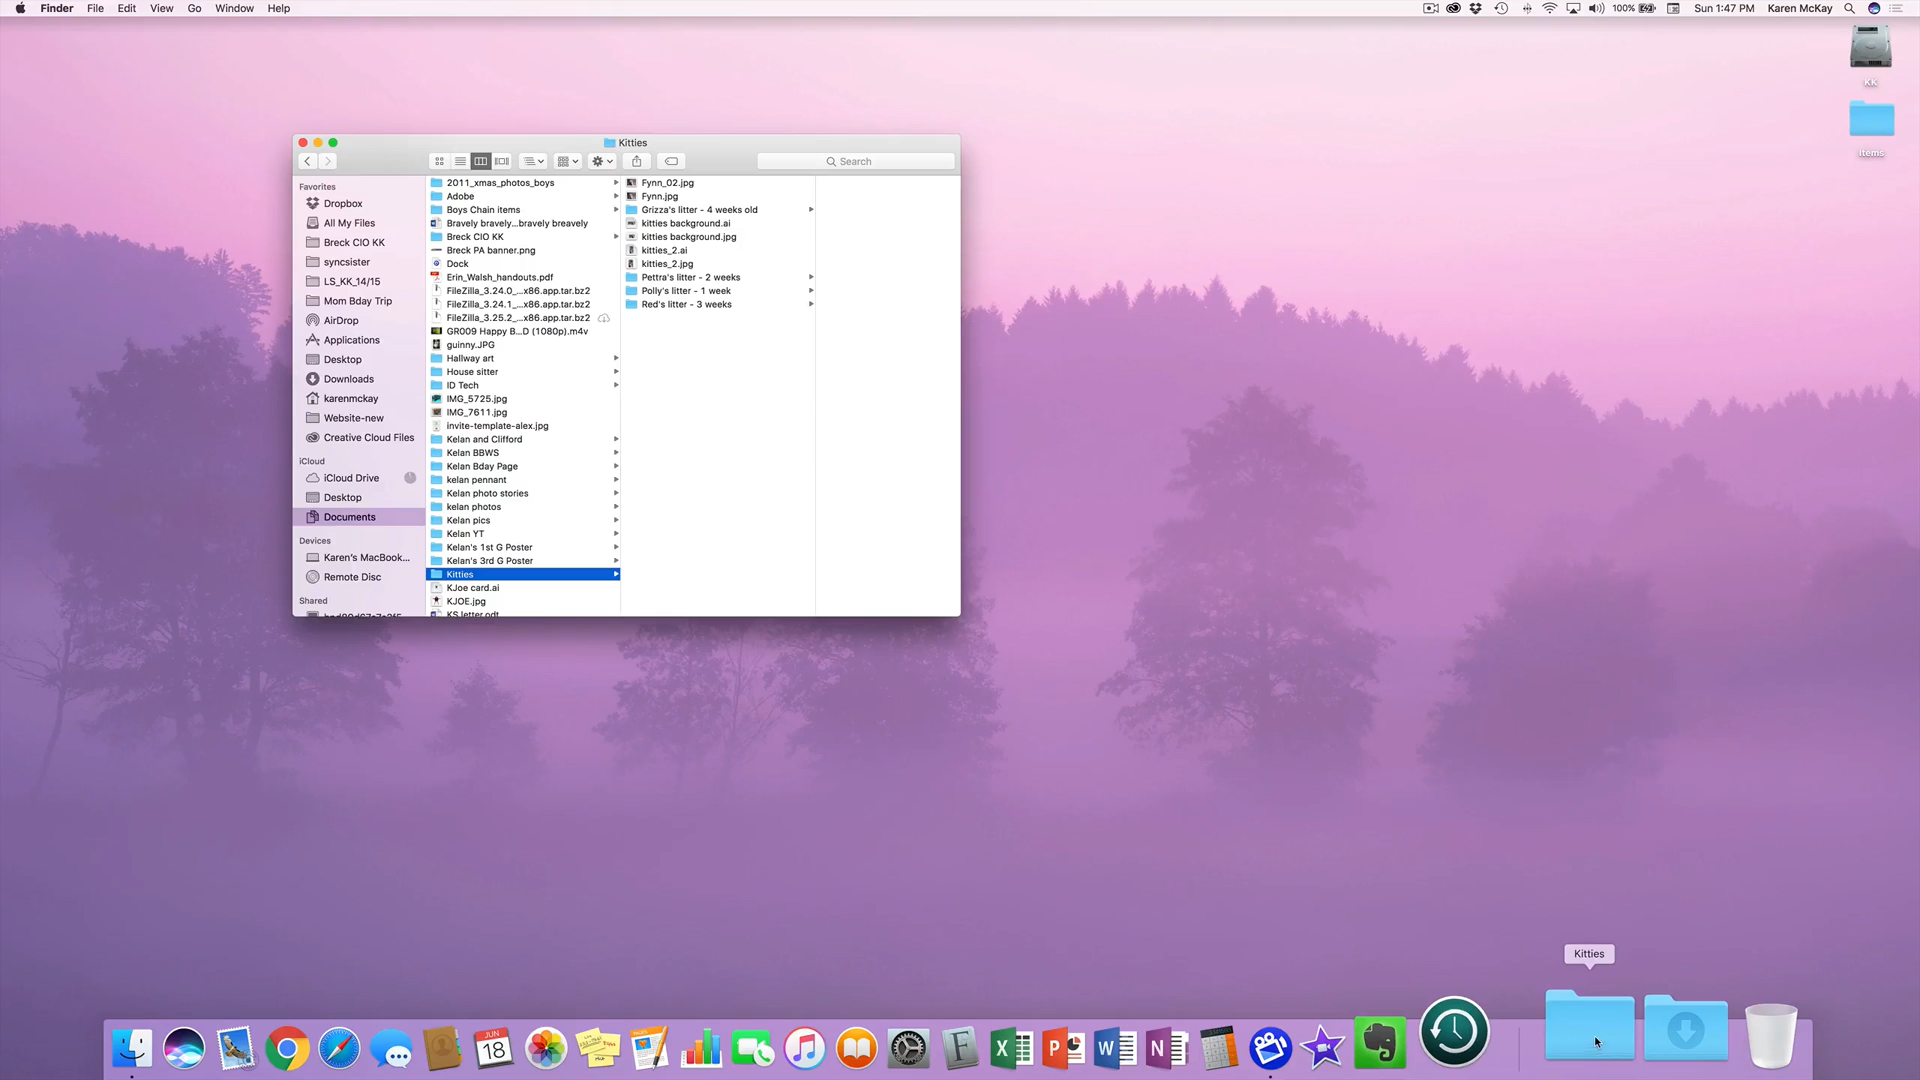 Finder File Edit View Go Window Help
100% Sun 1:47 PM Karen McKay
KK
items
Kitties
Search
Favorites
Dropbox
All My Files
Breck CIO KK
syncsister
LS_KK_14/15
Mom Bday Trip
AirDrop
Applications
Desktop
Downloads
karenmckay
Website-new
Creative Cloud Files
iCloud
iCloud Drive
Desktop
Documents
Devices
Karen's MacBook...
Remote Disc
Shared
2011_xmas_photos_boys
Adobe
Boys Chain items
Bravely bravely...bravely breavely
Breck CIO KK
Breck PA banner.png
Dock
Erin_Walsh_handouts.pdf
FileZilla_3.24.0_...x86.app.tar.bz2
FileZilla_3.24.1_...x86.app.tar.bz2
FileZilla_3.25.2_...x86.app.tar.bz2
GR009 Happy B...D (1080p).m4v
guinny.JPG
Hallway art
House sitter
ID Tech
IMG_5725.jpg
IMG_7611.jpg
invite-template-alex.jpg
Kelan and Clifford
Kelan BBWS
Kelan Bday Page
kelan pennant
Kelan photo stories
kelan photos
Kelan pics
Kelan YT
Kelan's 1st G Poster
Kelan's 3rd G Poster
Kitties
KJoe card.ai
KJOE.jpg
KS letter.odt
Fynn_02.jpg
Fynn.jpg
Grizza's litter - 4 weeks old
kitties background.ai
kitties background.jpg
kitties_2.ai
kitties_2.jpg
Pettra's litter - 2 weeks
Polly's litter - 1 week
Red's litter - 3 weeks
Kitties
JUN
18